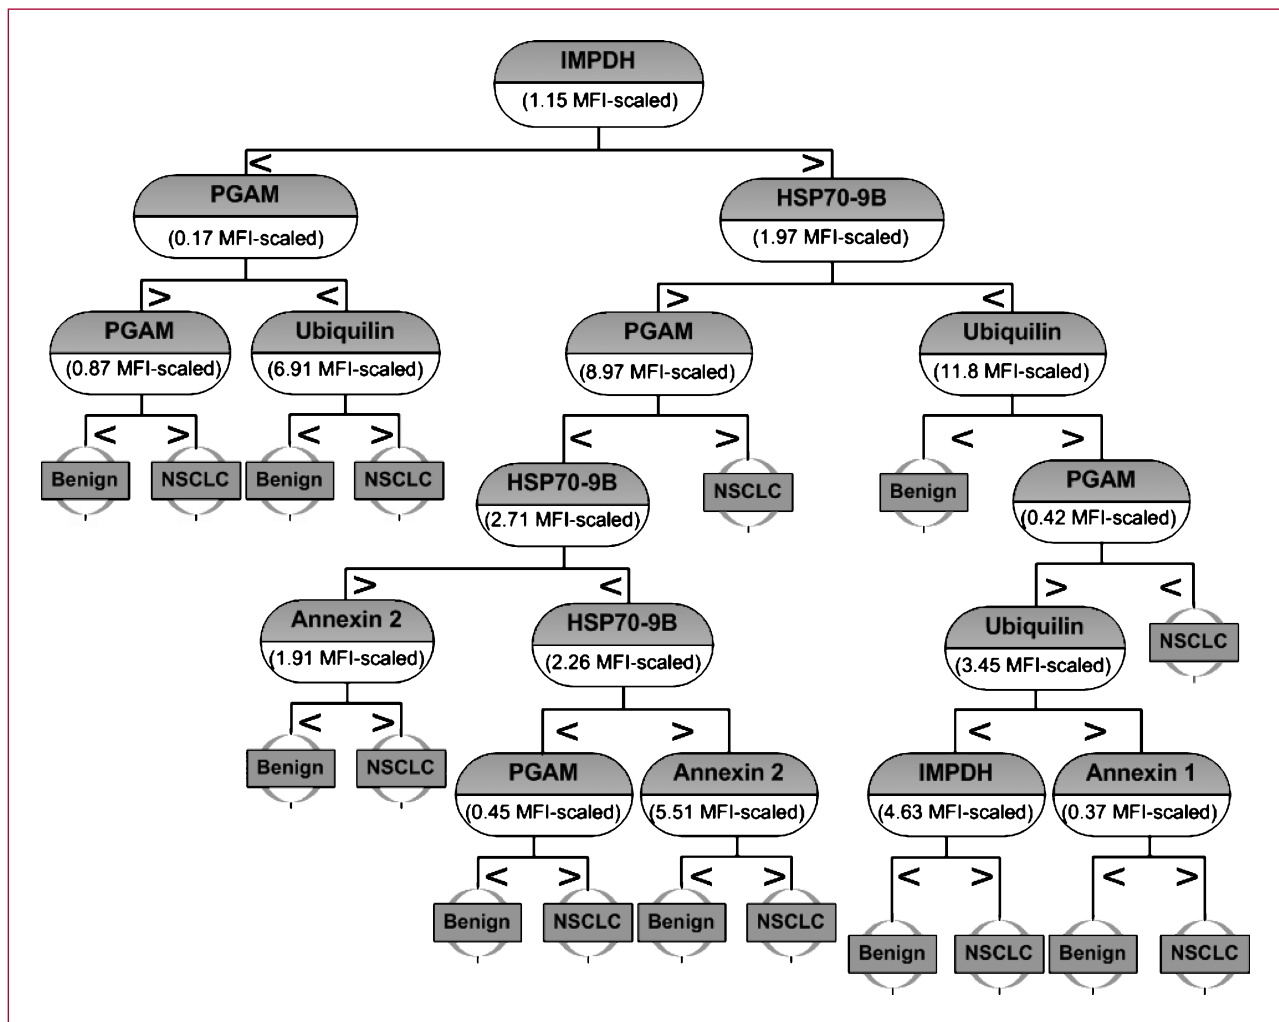 IMPDH
(1.15 MFI-scaled)
< >
PGAM
(0.17 MFI-scaled)
HSP70-9B
(1.97 MFI-scaled)
> < > <
PGAM
(0.87 MFI-scaled)
Ubiquilin
(6.91 MFI-scaled)
PGAM
(8.97 MFI-scaled)
Ubiquilin
(11.8 MFI-scaled)
< > < > < > < >
Benign
NSCLC
Benign
NSCLC
HSP70-9B
(2.71 MFI-scaled)
NSCLC
Benign
PGAM
(0.42 MFI-scaled)
> < > <
Annexin 2
(1.91 MFI-scaled)
HSP70-9B
(2.26 MFI-scaled)
Ubiquilin
(3.45 MFI-scaled)
NSCLC
< > < > < >
Benign
NSCLC
PGAM
(0.45 MFI-scaled)
Annexin 2
(5.51 MFI-scaled)
IMPDH
(4.63 MFI-scaled)
Annexin 1
(0.37 MFI-scaled)
< > < > < > < >
Benign
NSCLC
Benign
NSCLC
Benign
NSCLC
Benign
NSCLC